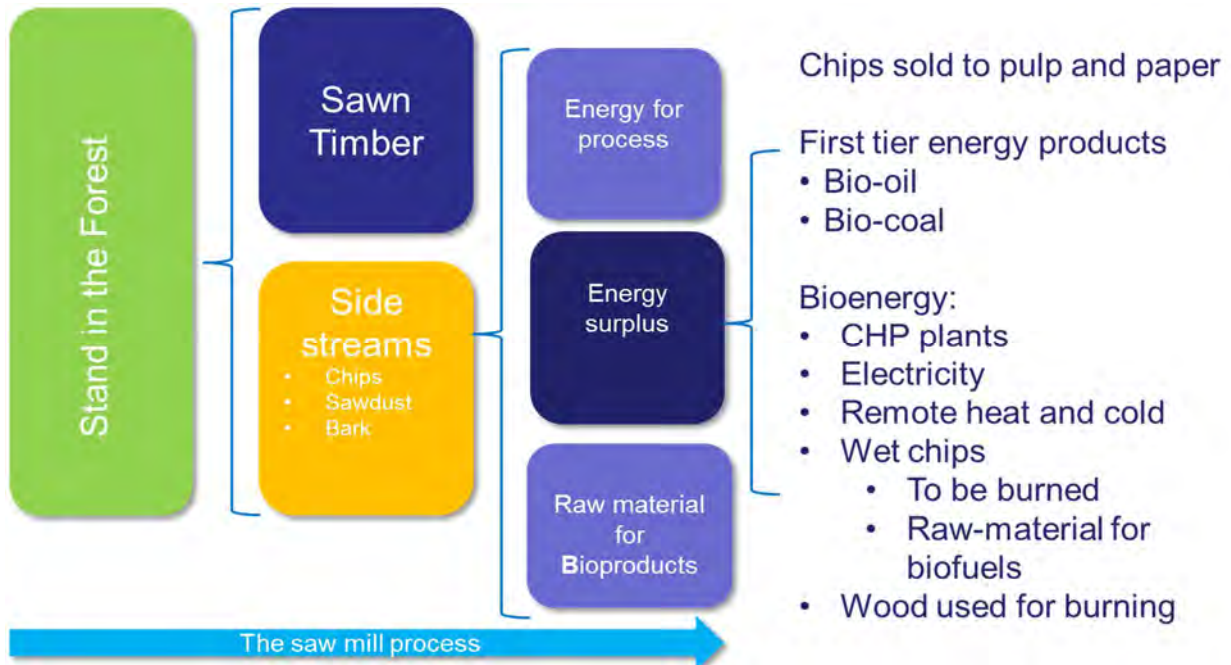 Stand in the Forest
Sawn
Timber
Side
streams
• Chips
• Sawdust
• Bark
Energy for
process
Energy
surplus
Raw material
for
Bioproducts
Chips sold to pulp and paper
First tier energy products
• Bio-oil
• Bio-coal
Bioenergy:
• CHP plants
• Electricity
• Remote heat and cold
• Wet chips
• To be burned
• Raw-material for
biofuels
• Wood used for burning
The saw mill process